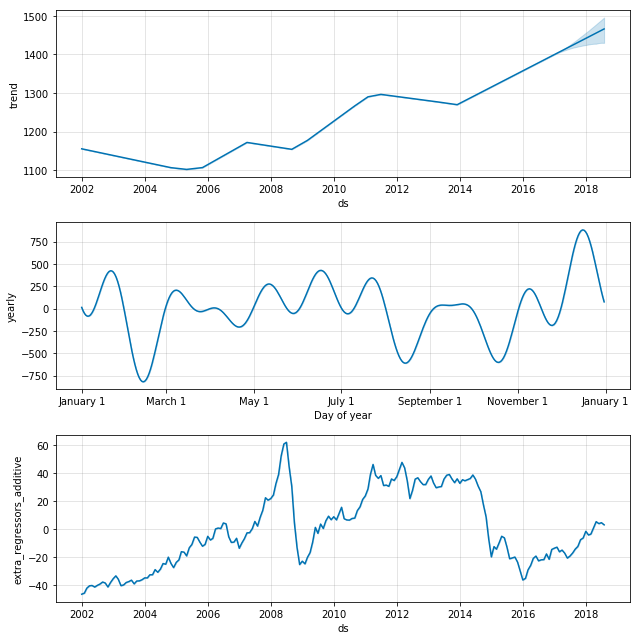 1500
1400
1300
1200
1100
trend
2002 2004 2006 2008 2010 2012 2014 2016 2018
ds
750
500
250
0
−250
−500
−750
yearly
January 1 March 1 May 1 July 1 September 1 November 1 January 1
Day of year
60
40
20
0
−20
−40
extra_regressors_additive
2002 2004 2006 2008 2010 2012 2014 2016 2018
ds